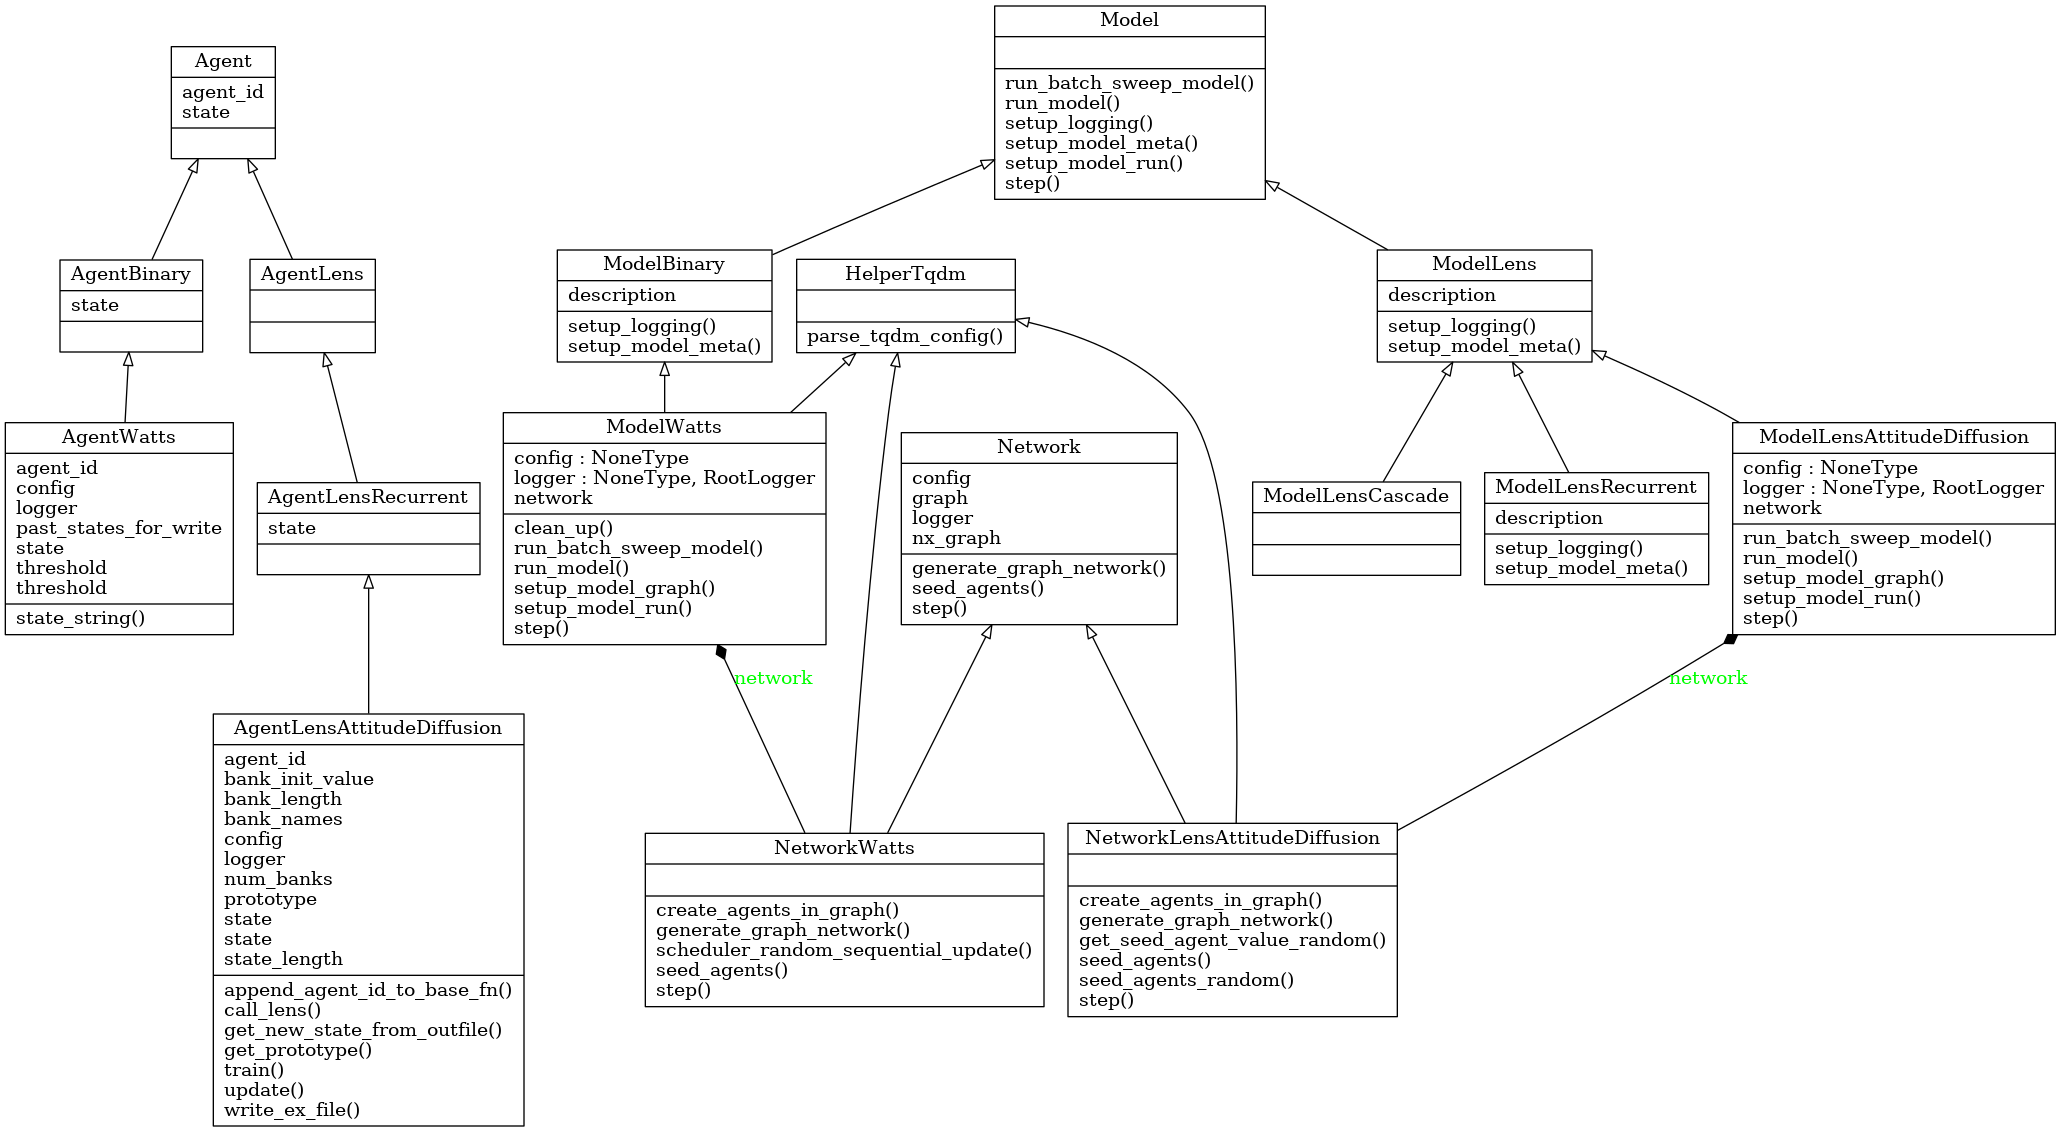 Model
run_batch_sweep_model()
run_model()
setup_logging()
setup_model_meta()
setup_model_run()
step()
Agent
agent_id
state
AgentBinary
state
AgentLens
ModelBinary
description
setup_logging()
setup_model_meta()
HelperTqdm
parse_tqdm_config()
ModelLens
description
setup_logging()
setup_model_meta()
AgentWatts
agent_id
config
logger
past_states_for_write
state
threshold
threshold
state_string()
AgentLensRecurrent
state
ModelWatts
config : NoneType
logger : NoneType, RootLogger
network
clean_up()
run_batch_sweep_model()
run_model()
setup_model_graph()
setup_model_run()
step()
Network
config
graph
logger
nx_graph
generate_graph_network()
seed_agents()
step()
ModelLensCascade
ModelLensRecurrent
description
setup_logging()
setup_model_meta()
ModelLensAttitudeDiffusion
config : NoneType
logger : NoneType, RootLogger
network
run_batch_sweep_model()
run_model()
setup_model_graph()
setup_model_run()
step()
network
network
AgentLensAttitudeDiffusion
agent_id
bank_init_value
bank_length
bank_names
config
logger
num_banks
prototype
state
state
state_length
append_agent_id_to_base_fn()
call_lens()
get_new_state_from_outfile()
get_prototype()
train()
update()
write_ex_file()
NetworkWatts
create_agents_in_graph()
generate_graph_network()
scheduler_random_sequential_update()
seed_agents()
step()
NetworkLensAttitudeDiffusion
create_agents_in_graph()
generate_graph_network()
get_seed_agent_value_random()
seed_agents()
seed_agents_random()
step()